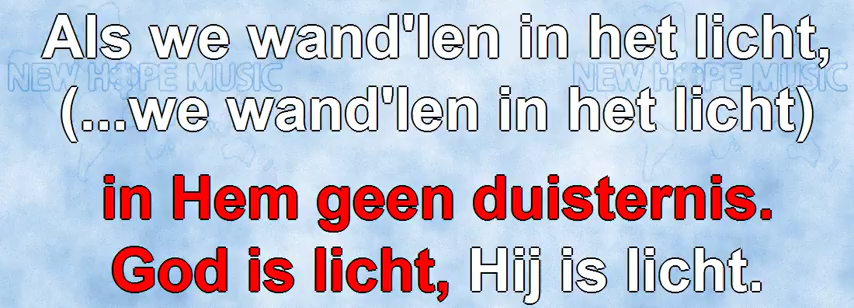 Als we wand'len in het licht,
NEW HOPE MUSIC NEW HOPE MUSIC
(...we wand'len in het licht)
in Hem geen duisternis.
God is licht, Hij is licht.